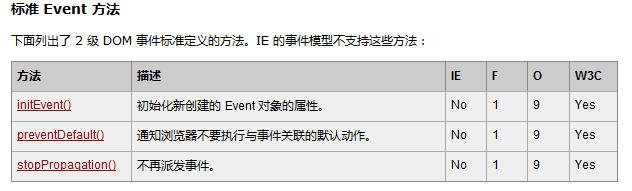 标准 Event 方法
下面列出了 2 级 DOM 事件标准定义的方法。IE 的事件模型不支持这些方法：
方法 描述 IE F O W3C
initEvent() 初始化新创建的 Event 对象的属性。 No 1 9 Yes
preventDefault() 通知浏览器不要执行与事件关联的默认动作。 No 1 9 Yes
stopPropagation() 不再派发事件。 No 1 9 Yes